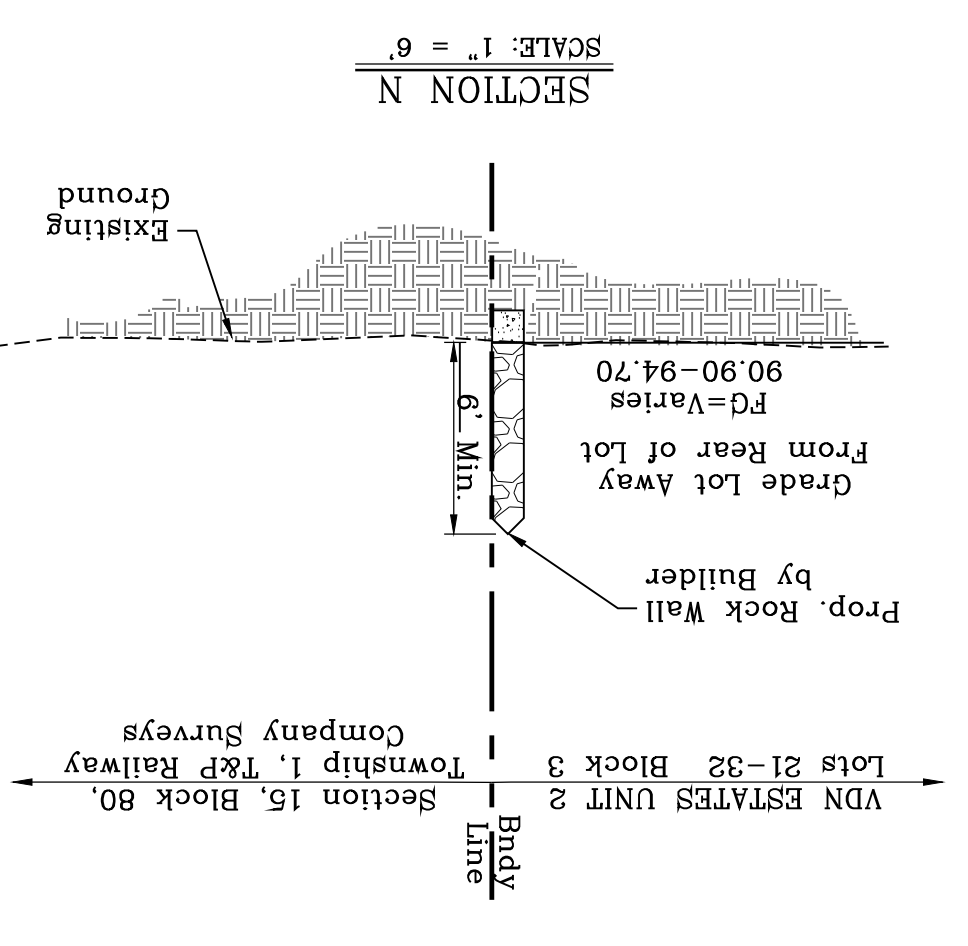 Bndy
Line
VDN ESTATES UNIT 2
Lots 21-32 Block 3
Section 15, Block 80,
Township 1, T&P Railway
Company Surveys
Prop. Rock Wall
by Builder
6' Min.
Grade Lot Away
From Rear of Lot
FG=Varies
90.90-94.70
Existing
Ground
SECTION N
SCALE: 1" = 6'